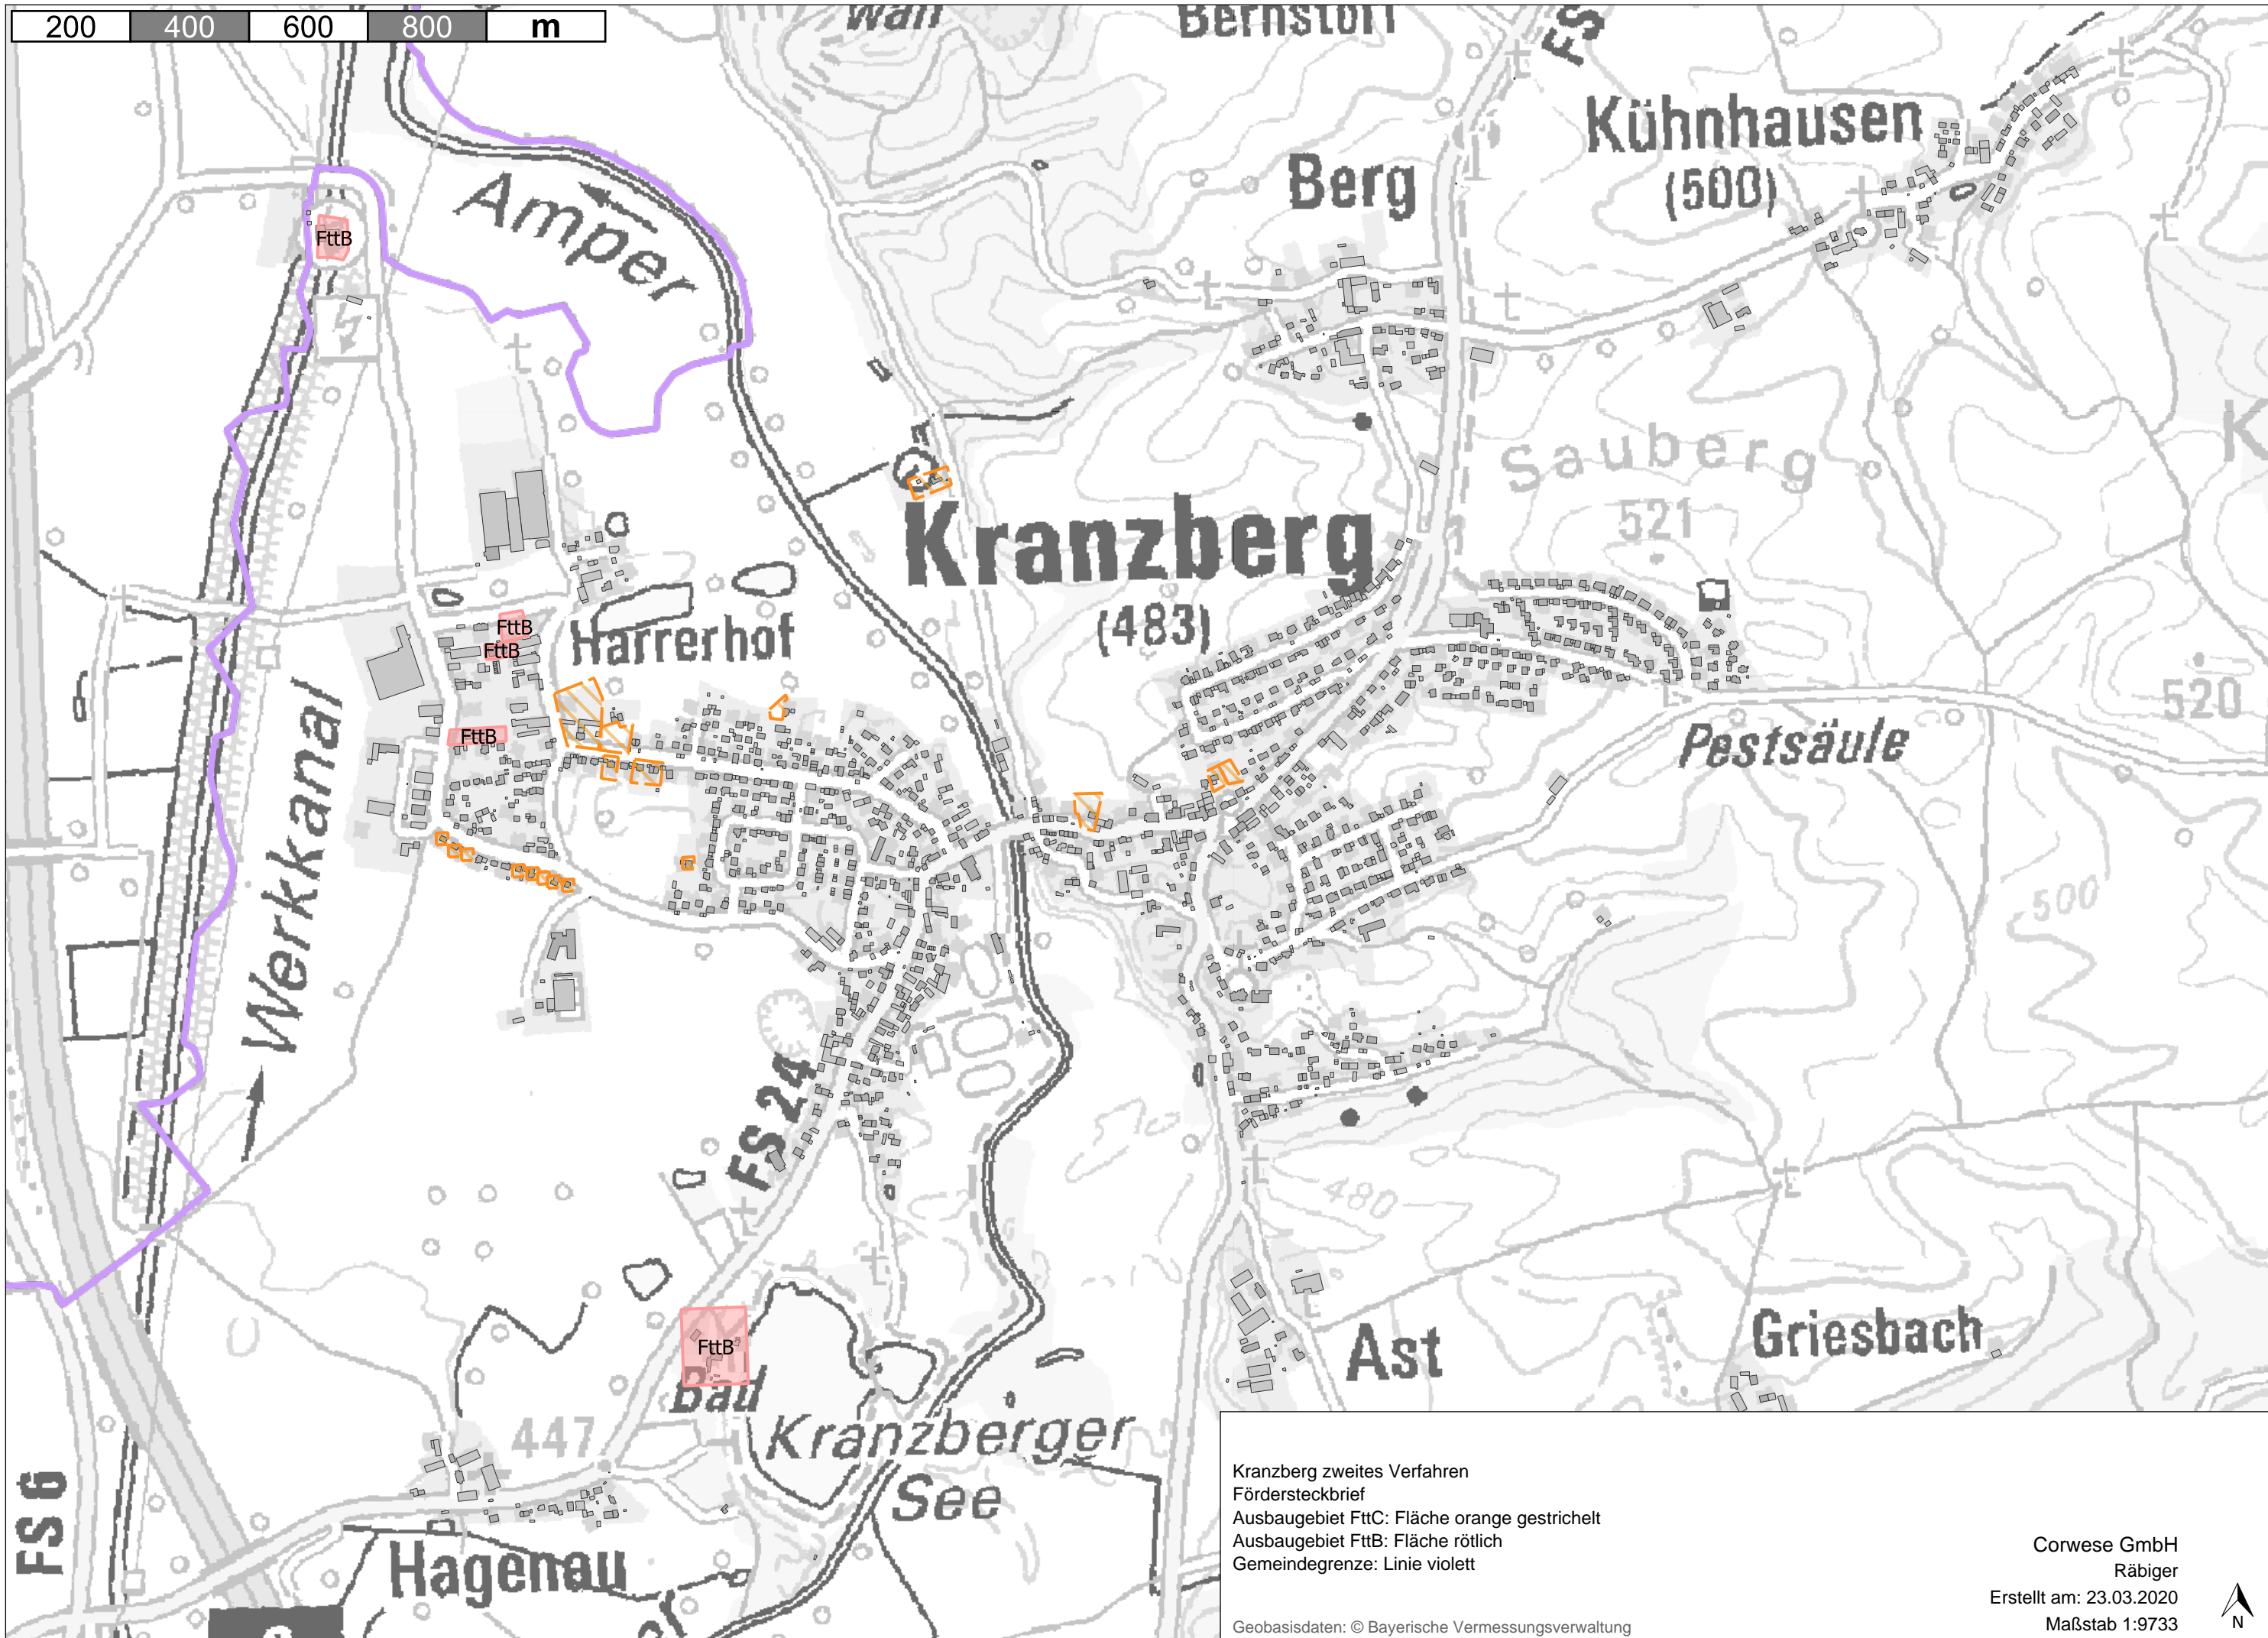 200 400 600 800 m
Bernstorf
FS
Kühnhausen
(500)
Berg
Amper
FttB
Sauberg
521
Kranzberg
(483)
FttB
FttB
Harrerhof
520
Pestsäule
FttB
Werkkanal
500
FS 24
480
FttB
Bad
Ast
Griesbach
447
Kranzberger
See
FS 6
Hagenau
Kranzberg zweites Verfahren
Fördersteckbrief
Ausbaugebiet FttC: Fläche orange gestrichelt
Ausbaugebiet FttB: Fläche rötlich
Gemeindegrenze: Linie violett
Geobasisdaten: © Bayerische Vermessungsverwaltung
Corwese GmbH
Räbiger
Erstellt am: 23.03.2020
Maßstab 1:9733
N